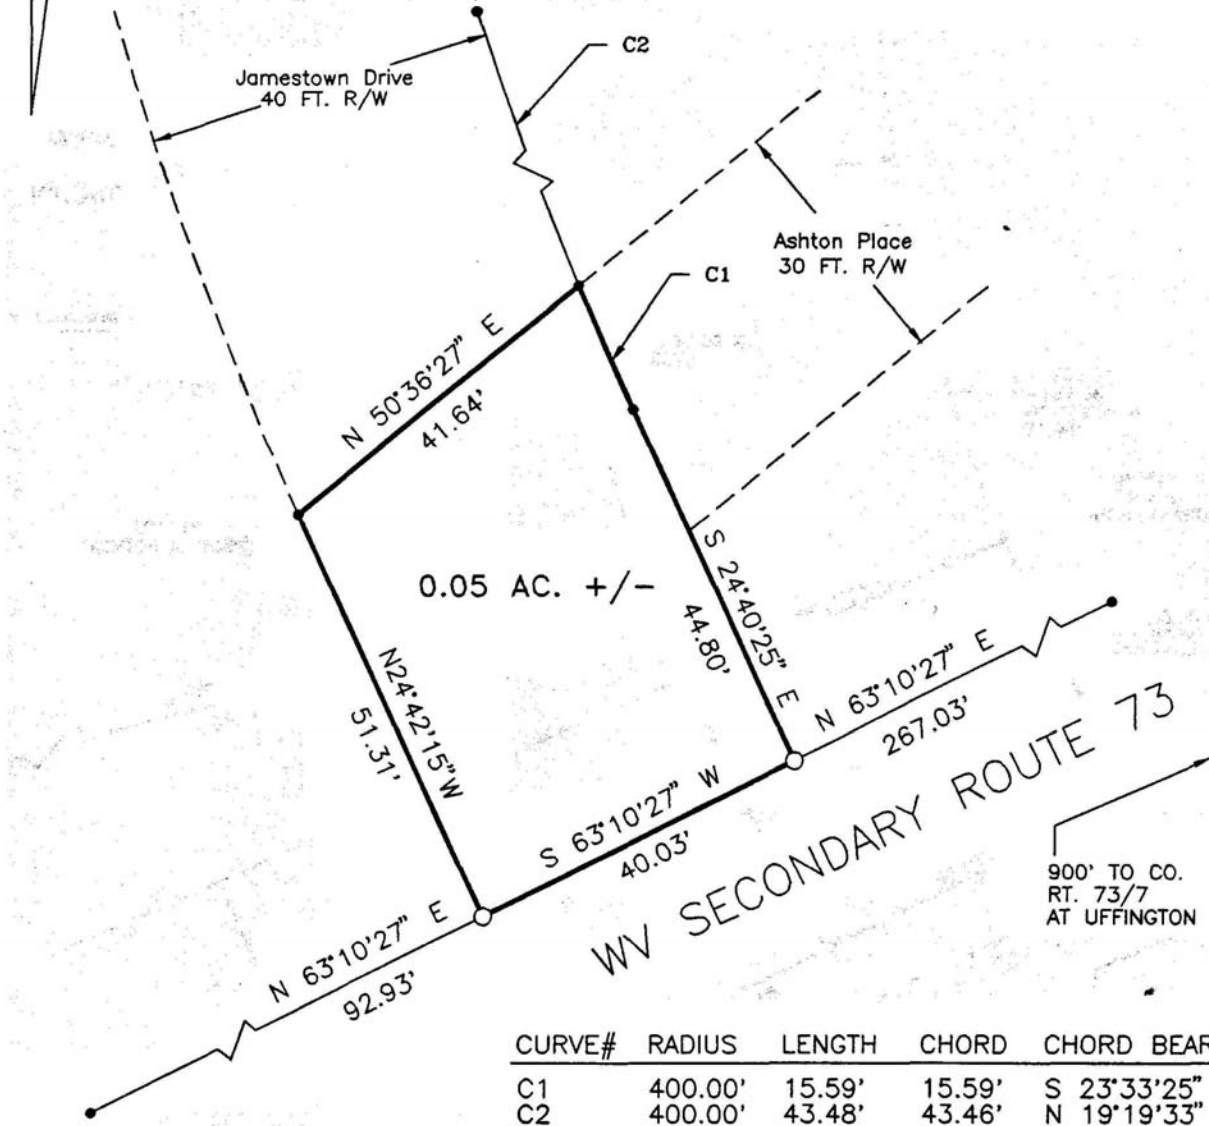 C2
Jamestown Drive
40 FT. R/W
Ashton Place
30 FT. R/W
C1
N 50°36'27" E
41.64'
0.05 AC. +/-
S 24°40'25" E
44.80'
N24°42'15"W
51.31'
N 63°10'27" E
267.03'
S 63°10'27" W
40.03'
WV SECONDARY ROUTE 73
900' TO CO.
RT. 73/7
AT UFFINGTON
N 63°10'27" E
92.93'
CURVE# RADIUS LENGTH CHORD CHORD BEAR
C1 400.00' 15.59' 15.59' S 23°33'25"
C2 400.00' 43.48' 43.46' N 19°19'33"